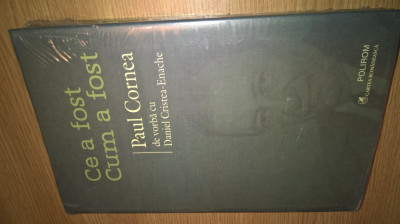 Ce a fost
Cum a fost
Paul Cornea
de vorbă cu
Daniel Cristea-Enache
POLIROM
CARTEA ROMÂNEASCĂ